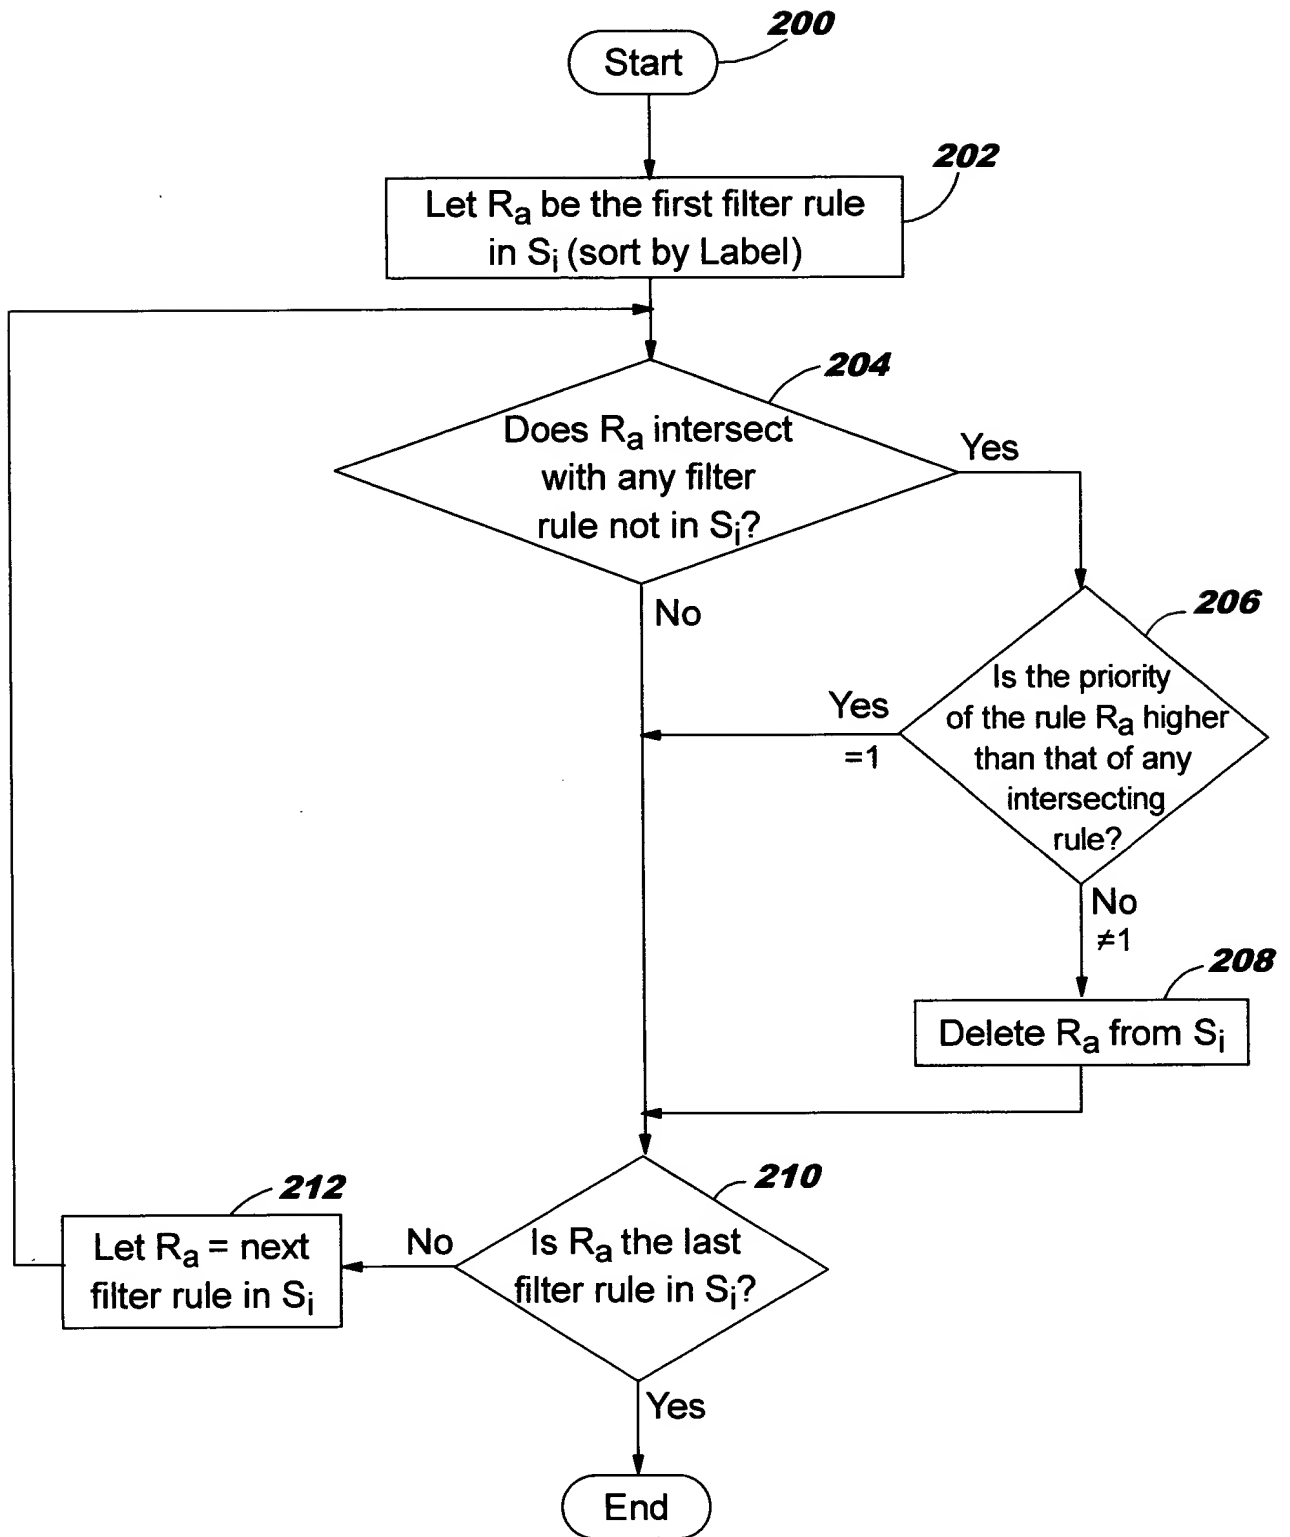 200
Start
202
Let Ra be the first filter rule
in Si (sort by Label)
204
Does Ra intersect
with any filter
rule not in Si?
Yes
No
206
Is the priority
of the rule Ra higher
than that of any
intersecting
rule?
Yes
=1
No
≠1
208
Delete Ra from Si
210
Is Ra the last
filter rule in Si?
No
212
Let Ra = next
filter rule in Si
Yes
End